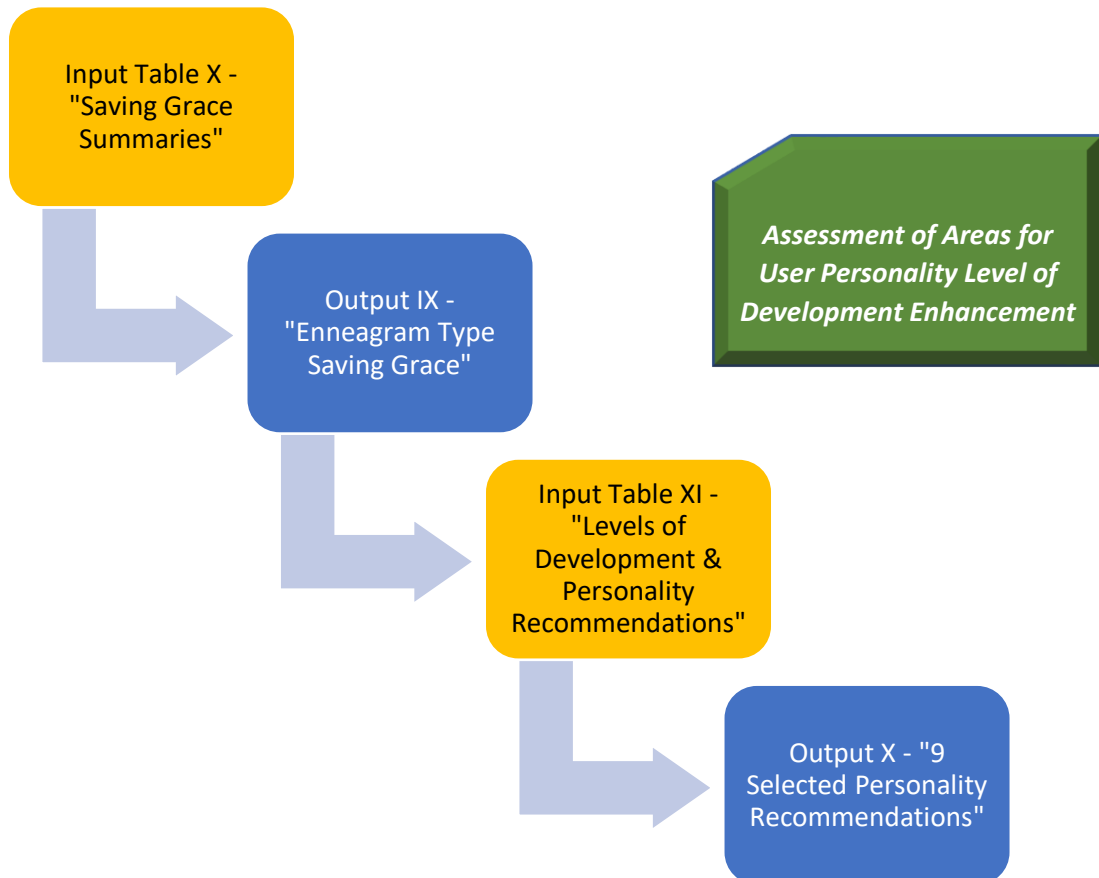 Input Table X -
"Saving Grace
Summaries"
Assessment of Areas for
User Personality Level of
Development Enhancement
Output IX -
"Enneagram Type
Saving Grace"
Input Table XI -
"Levels of
Development &
Personality
Recommendations"
Output X - "9
Selected Personality
Recommendations"